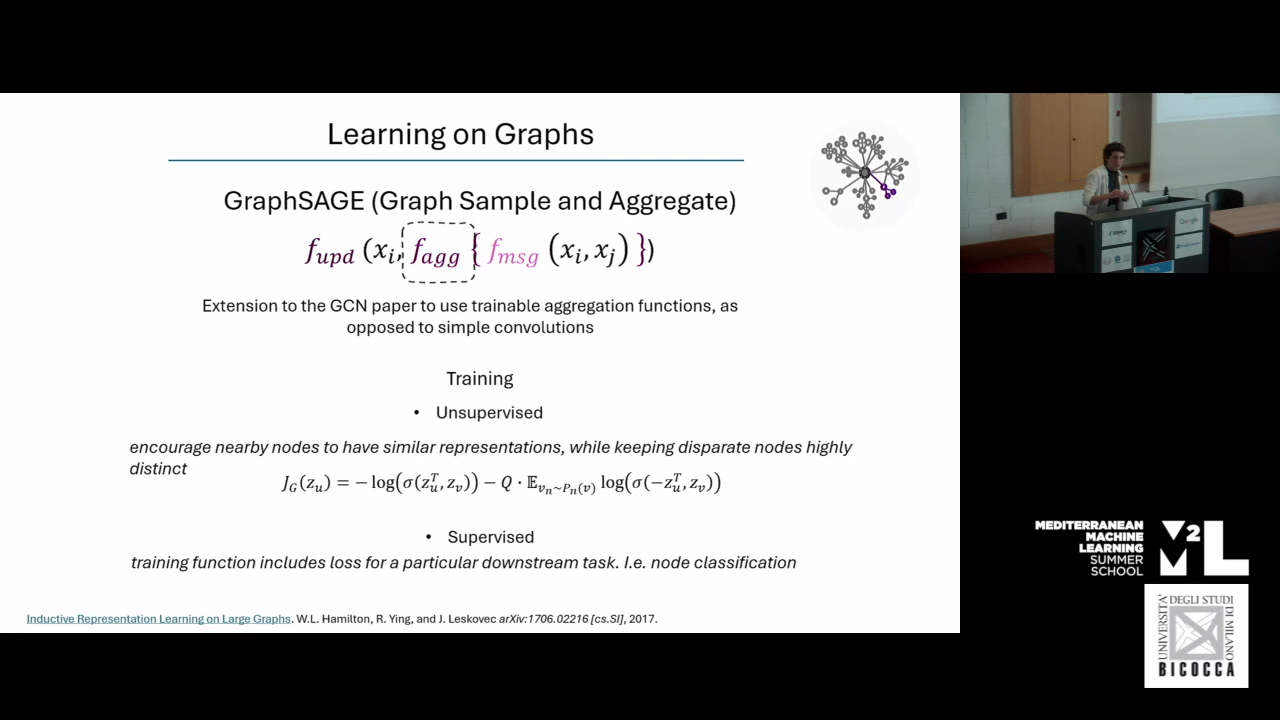 Learning on Graphs
GraphSAGE (Graph Sample and Aggregate)
f_upd (x_i, f_agg { f_msg (x_i, x_j) })
Extension to the GCN paper to use trainable aggregation functions, as
opposed to simple convolutions
Training
• Unsupervised
encourage nearby nodes to have similar representations, while keeping disparate nodes highly
distinct
J_G(z_u) = − log(σ(z_u^T, z_v)) − Q · 𝔼_{v_n~P_n(v)} log(σ(−z_u^T, z_v))
• Supervised
training function includes loss for a particular downstream task. I.e. node classification
Inductive Representation Learning on Large Graphs. W.L. Hamilton, R. Ying, and J. Leskovec arXiv:1706.02216 [cs.SI], 2017.
Google
MEDITERRANEAN
MACHINE
LEARNING
SUMMER
SCHOOL
M2L
UNIVERSITA'
DEGLI STUDI
DI MILANO
BICOCCA